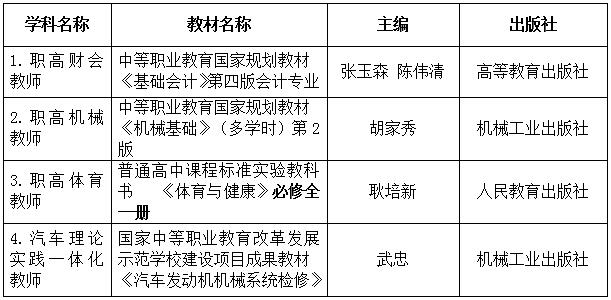 学科名称 教材名称 主编 出版社
1. 职高财会 中等职业教育国家规划教材
教师 《基础会计》第四版会计专业 张玉森 陈伟清 高等教育出版社
2. 职高机械 中等职业教育国家规划教材
教师 《机械基础》（多学时）第2 胡家秀 机械工业出版社
版
3. 职高体育 普通高中课程标准实验教科
教师 书 《体育与健康》必修全 耿培新 人民教育出版社
一册
4. 汽车理论 国家中等职业教育改革发展
实践一体化 示范学校建设项目成果教材 武忠 机械工业出版社
教师 《汽车发动机机械系统检修》